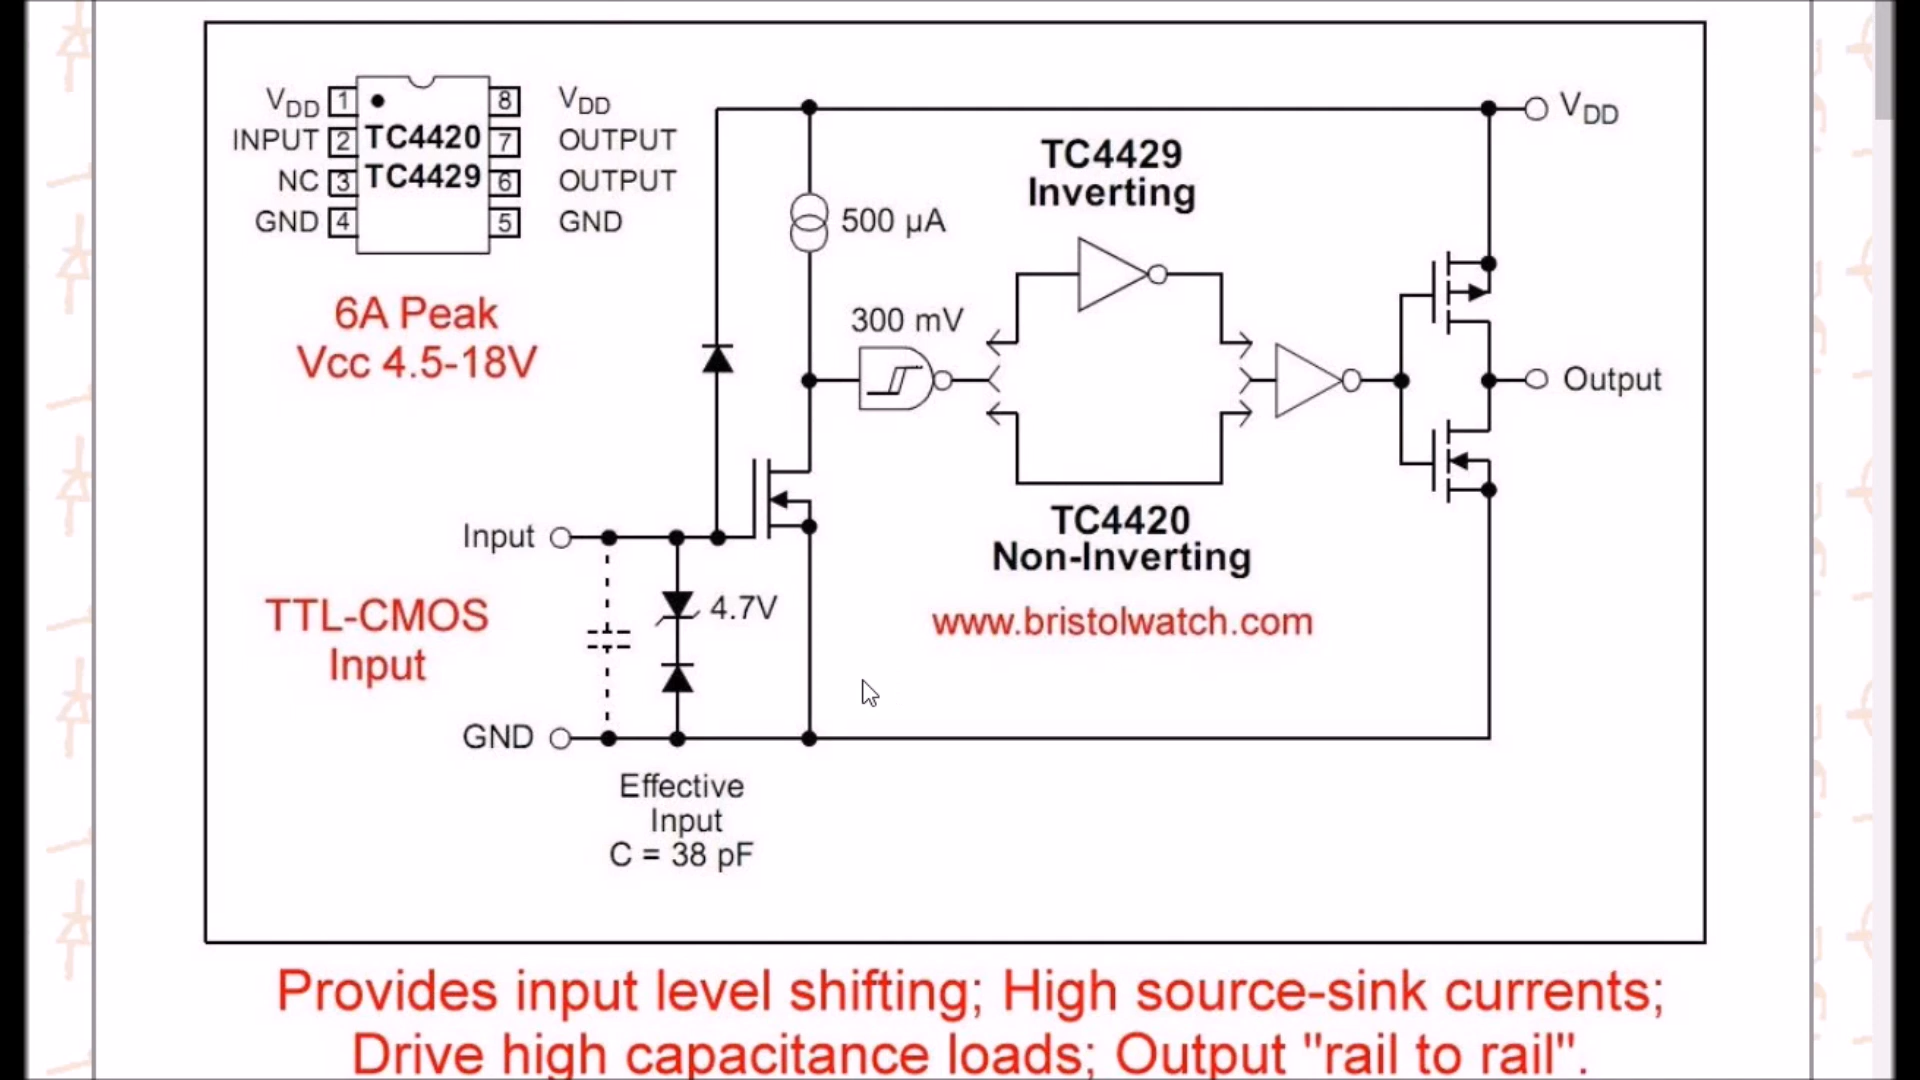 VDD 1 8 VDD
INPUT 2 TC4420 7 OUTPUT
NC 3 TC4429 6 OUTPUT
GND 4 5 GND
6A Peak
Vcc 4.5-18V
VDD
TC4429
Inverting
500 µA
300 mV
Output
Input
TC4420
Non-Inverting
4.7V
TTL-CMOS
Input
www.bristolwatch.com
GND
Effective
Input
C = 38 pF
Provides input level shifting; High source-sink currents;
Drive high capacitance loads; Output "rail to rail".